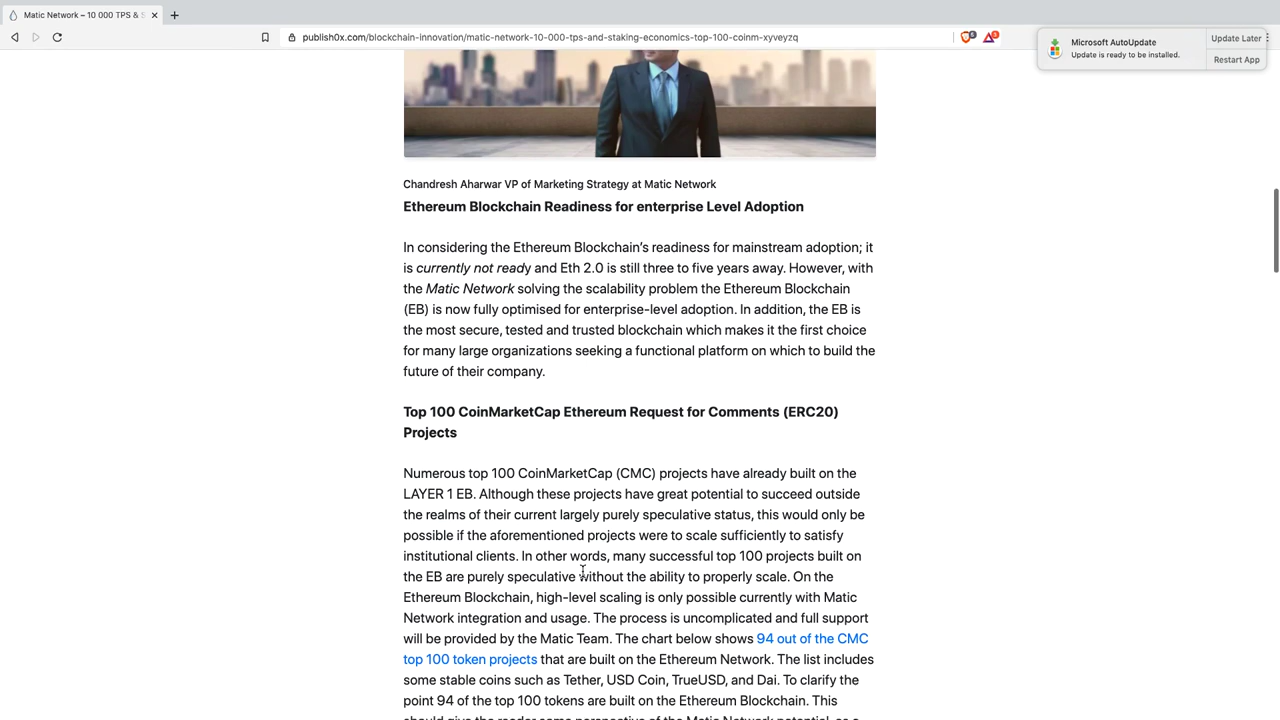 Matic Network – 10 000 TPS & S
publish0x.com/blockchain-innovation/matic-network-10-000-tps-and-staking-economics-top-100-coinm-xyveyzq
Microsoft AutoUpdate
Update is ready to be installed.
Update Later
Restart App
Chandresh Aharwar VP of Marketing Strategy at Matic Network
Ethereum Blockchain Readiness for enterprise Level Adoption
In considering the Ethereum Blockchain's readiness for mainstream adoption; it
is currently not ready and Eth 2.0 is still three to five years away. However, with
the Matic Network solving the scalability problem the Ethereum Blockchain
(EB) is now fully optimised for enterprise-level adoption. In addition, the EB is
the most secure, tested and trusted blockchain which makes it the first choice
for many large organizations seeking a functional platform on which to build the
future of their company.
Top 100 CoinMarketCap Ethereum Request for Comments (ERC20)
Projects
Numerous top 100 CoinMarketCap (CMC) projects have already built on the
LAYER 1 EB. Although these projects have great potential to succeed outside
the realms of their current largely purely speculative status, this would only be
possible if the aforementioned projects were to scale sufficiently to satisfy
institutional clients. In other words, many successful top 100 projects built on
the EB are purely speculative without the ability to properly scale. On the
Ethereum Blockchain, high-level scaling is only possible currently with Matic
Network integration and usage. The process is uncomplicated and full support
will be provided by the Matic Team. The chart below shows 94 out of the CMC
top 100 token projects that are built on the Ethereum Network. The list includes
some stable coins such as Tether, USD Coin, TrueUSD, and Dai. To clarify the
point 94 of the top 100 tokens are built on the Ethereum Blockchain. This
should give the reader some perspective of the Matic Network potential, as a